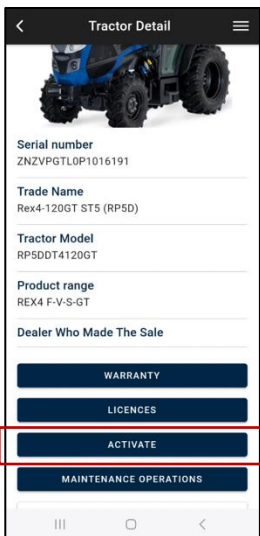 Tractor Detail
Serial number
ZNZVPGTL0P1016191
Trade Name
Rex4-120GT ST5 (RP5D)
Tractor Model
RP5DDT4120GT
Product range
REX4 F-V-S-GT
Dealer Who Made The Sale
WARRANTY
LICENCES
ACTIVATE
MAINTENANCE OPERATIONS